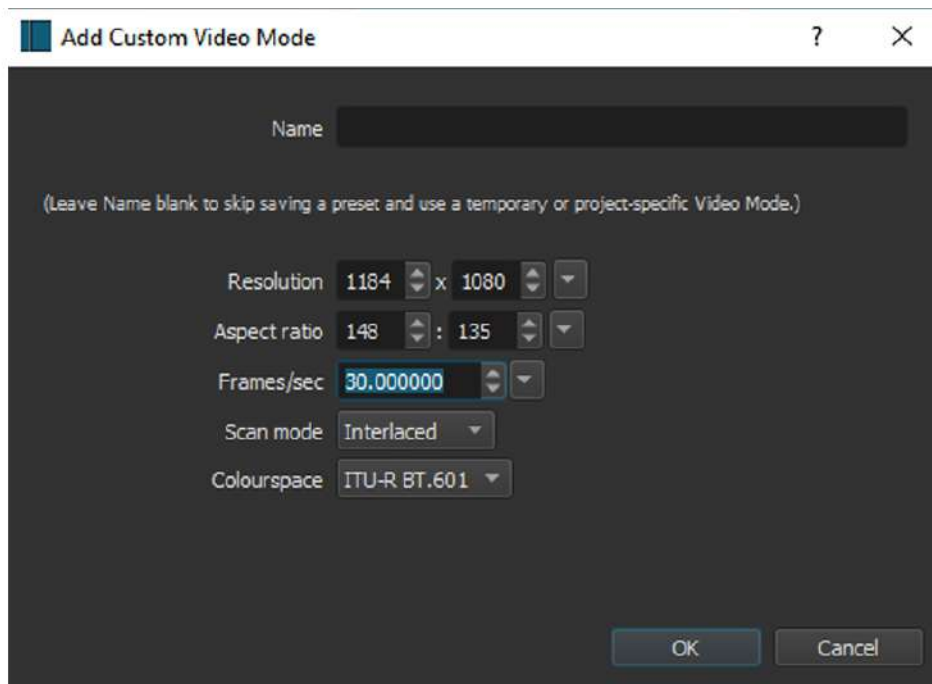 Add Custom Video Mode ?
Name
(Leave Name blank to skip saving a preset and use a temporary or project-specific Video Mode.)
Resolution 1184 x 1080
Aspect ratio 148 : 135
Frames/sec 30.000000
Scan mode Interlaced
Colourspace ITU-R BT.601
OK Cancel